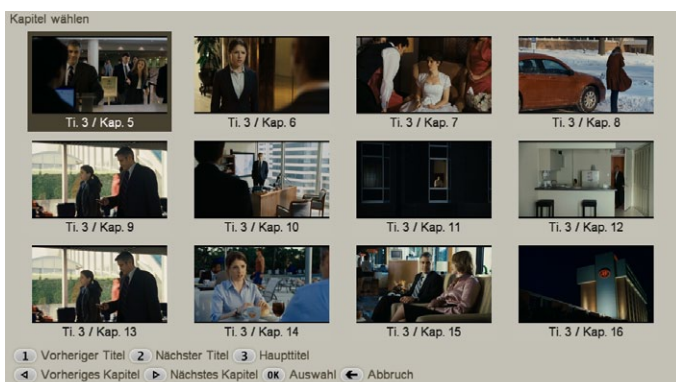 Kapitel wählen
Ti. 3 / Kap. 5 Ti. 3 / Kap. 6 Ti. 3 / Kap. 7 Ti. 3 / Kap. 8
Ti. 3 / Kap. 9 Ti. 3 / Kap. 10 Ti. 3 / Kap. 11 Ti. 3 / Kap. 12
Ti. 3 / Kap. 13 Ti. 3 / Kap. 14 Ti. 3 / Kap. 15 Ti. 3 / Kap. 16
1 Vorheriger Titel 2 Nächster Titel 3 Haupttitel
◁ Vorheriges Kapitel ▷ Nächstes Kapitel OK Auswahl ← Abbruch